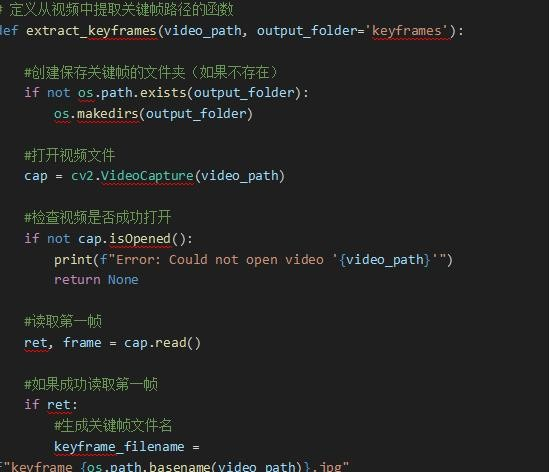 # 定义从视频中提取关键帧路径的函数
def extract_keyframes(video_path, output_folder='keyframes'):
#创建保存关键帧的文件夹（如果不存在）
if not os.path.exists(output_folder):
os.makedirs(output_folder)
#打开视频文件
cap = cv2.VideoCapture(video_path)
#检查视频是否成功打开
if not cap.isOpened():
print(f"Error: Could not open video '{video_path}'")
return None
#读取第一帧
ret, frame = cap.read()
#如果成功读取第一帧
if ret:
#生成关键帧文件名
keyframe_filename =
f"keyframe_{os.path.basename(video_path)}.jpg"